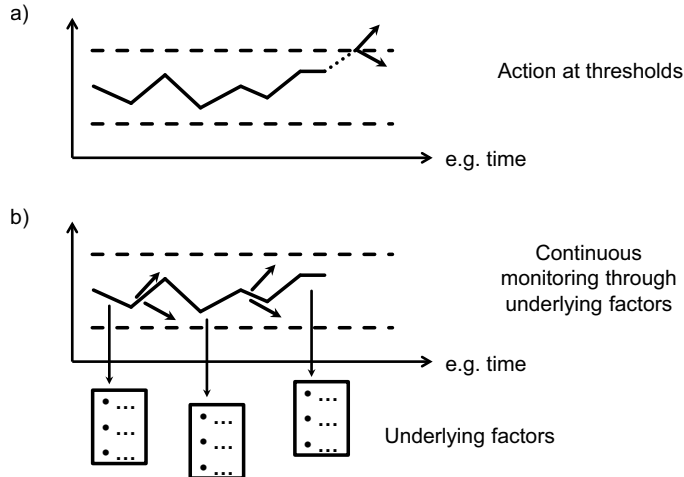 a)
Action at thresholds
e.g. time
b)
Continuous
monitoring through
underlying factors
e.g. time
• ...
• ...
• ...
• ...
• ...
• ...
• ...
• ...
• ...
Underlying factors